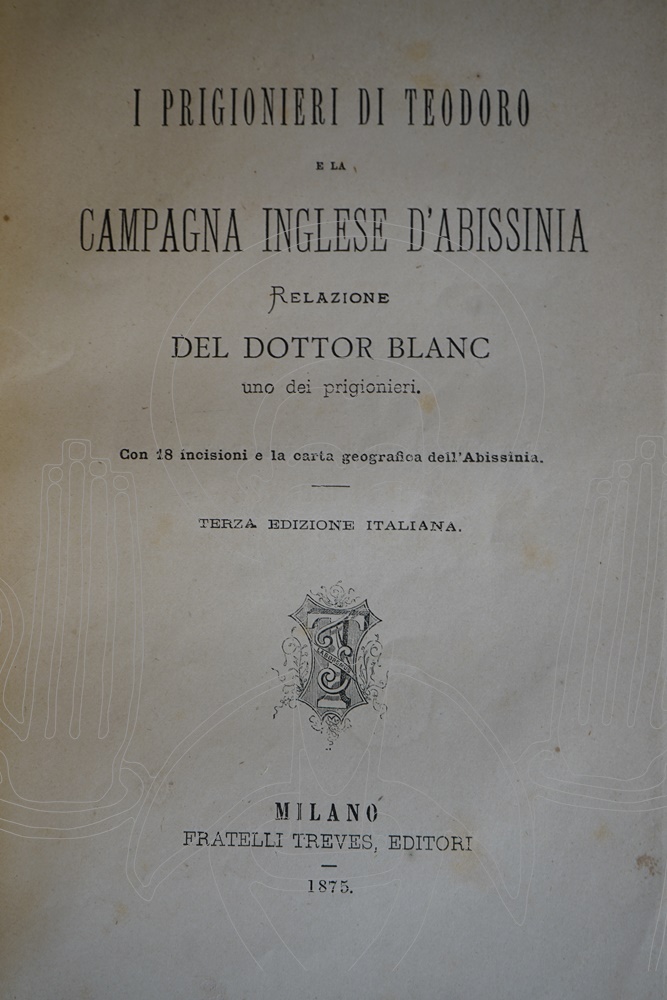 I PRIGIONIERI DI TEODORO
E LA
CAMPAGNA INGLESE D'ABISSINIA
RELAZIONE
DEL DOTTOR BLANC
uno dei prigionieri.
Con 18 incisioni e la carta geografica dell'Abissinia.
TERZA EDIZIONE ITALIANA.
MILANO
FRATELLI TREVES, EDITORI
1875.